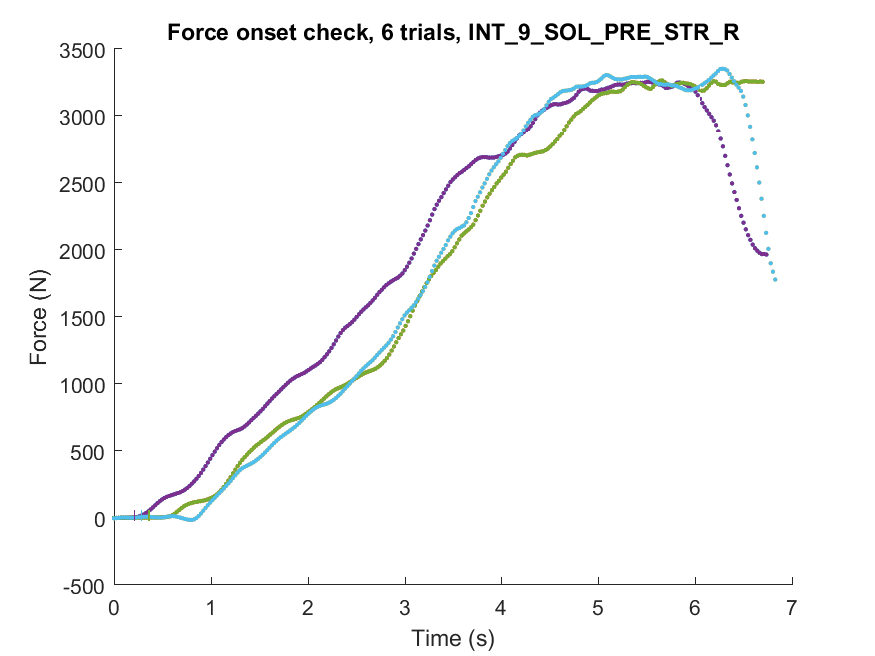 Force onset check, 6 trials, INT_9_SOL_PRE_STR_R
3500
3000
2500
2000
1500
1000
500
0
-500
Force (N)
0 1 2 3 4 5 6 7
Time (s)